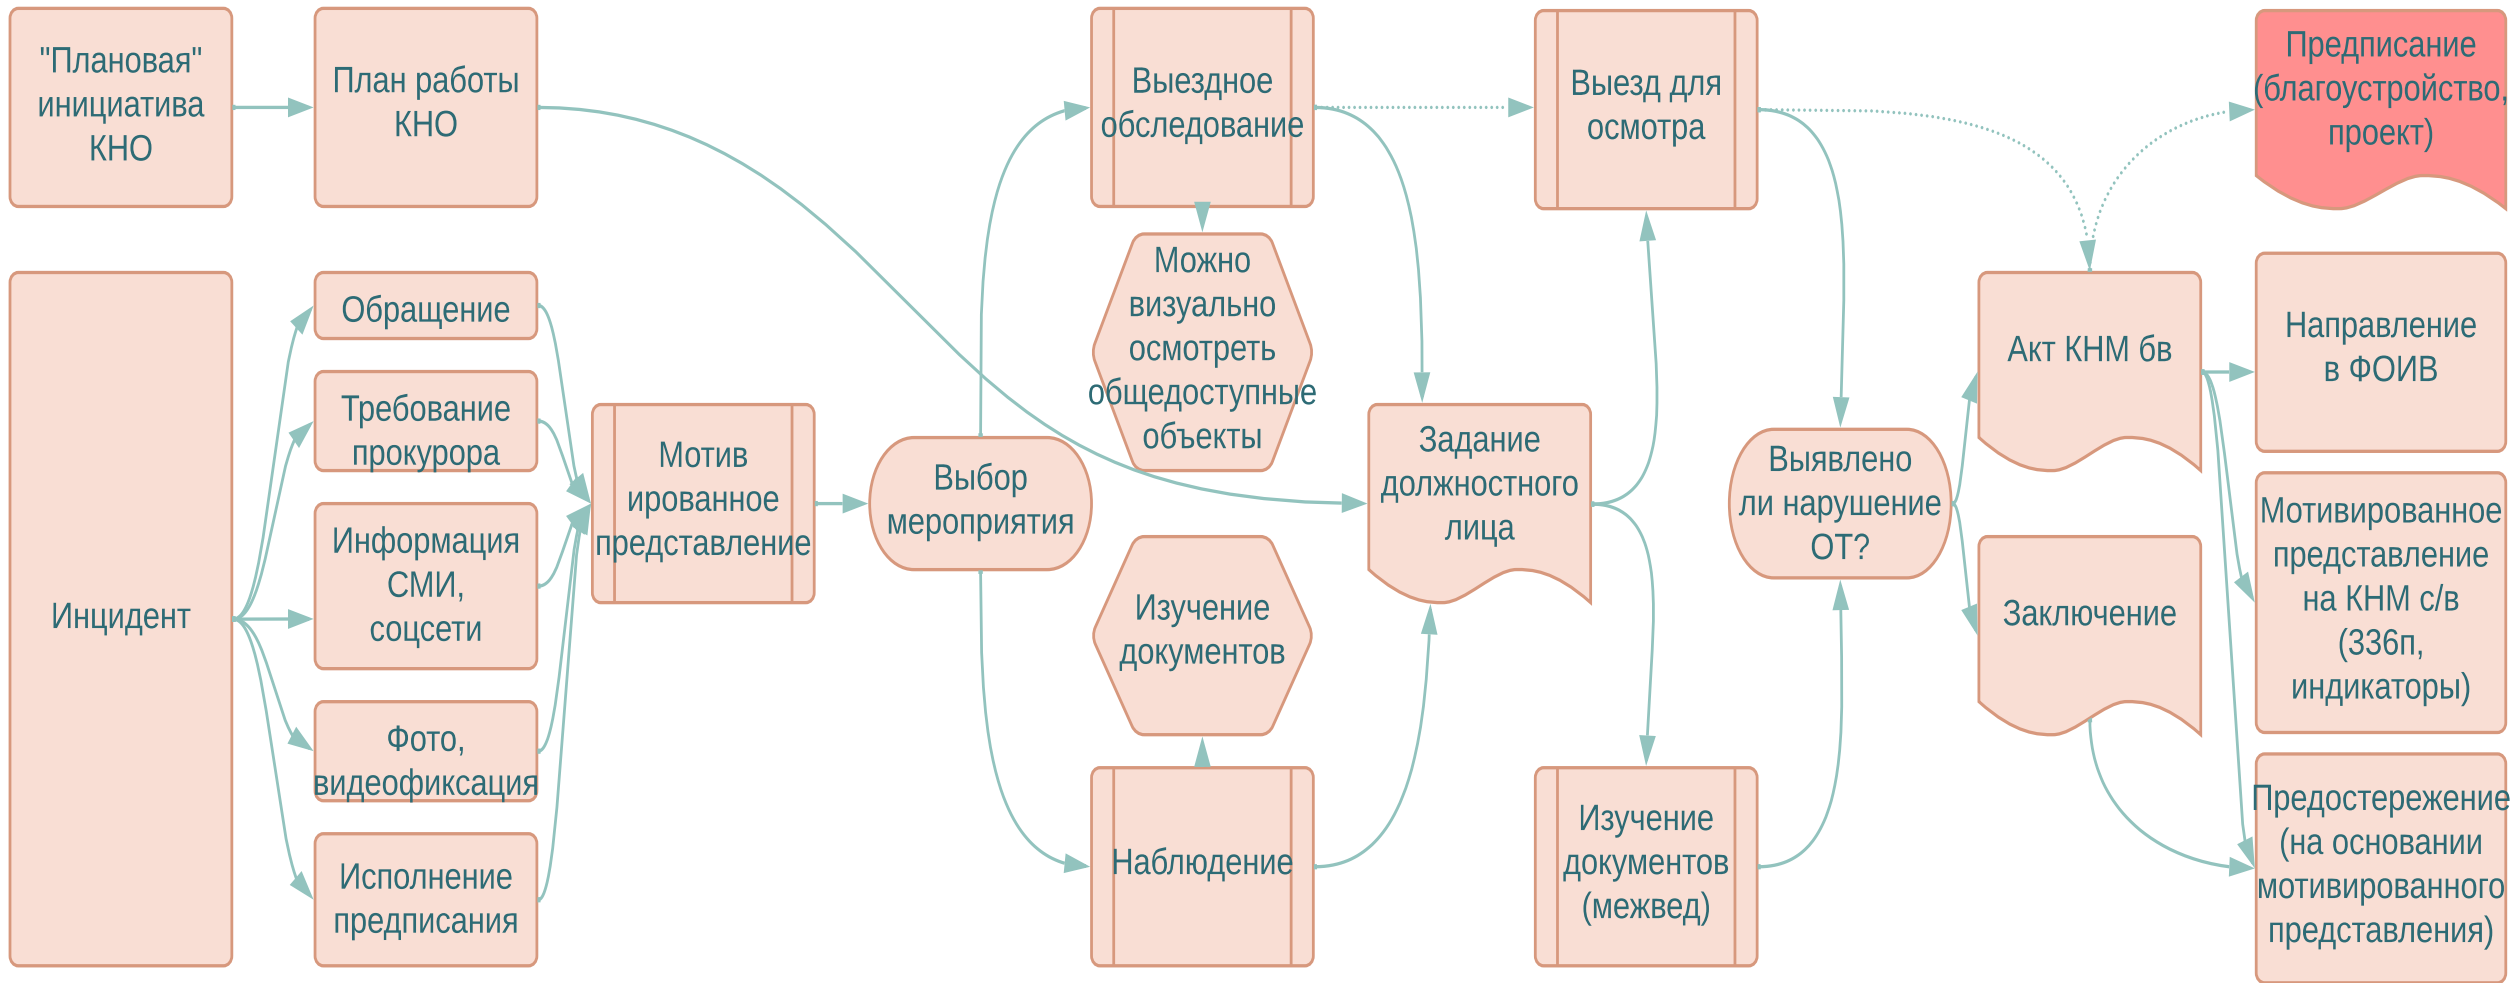 "Плановая"
инициатива
КНО
План работы
КНО
Выездное
обследование
Выезд для
осмотра
Предписание
(благоустройство,
проект)
Инцидент
Обращение
Требование
прокурора
Информация
СМИ,
соцсети
Фото,
видеофиксация
Исполнение
предписания
Мотив
ированное
представление
Выбор
мероприятия
Можно
визуально
осмотреть
общедоступные
объекты
Изучение
документов
Наблюдение
Задание
должностного
лица
Изучение
документов
(межвед)
Выявлено
ли нарушение
ОТ?
Акт КНМ бв
Заключение
Направление
в ФОИВ
Мотивированное
представление
на КНМ с/в
(336п,
индикаторы)
Предостережение
(на основании
мотивированного
представления)